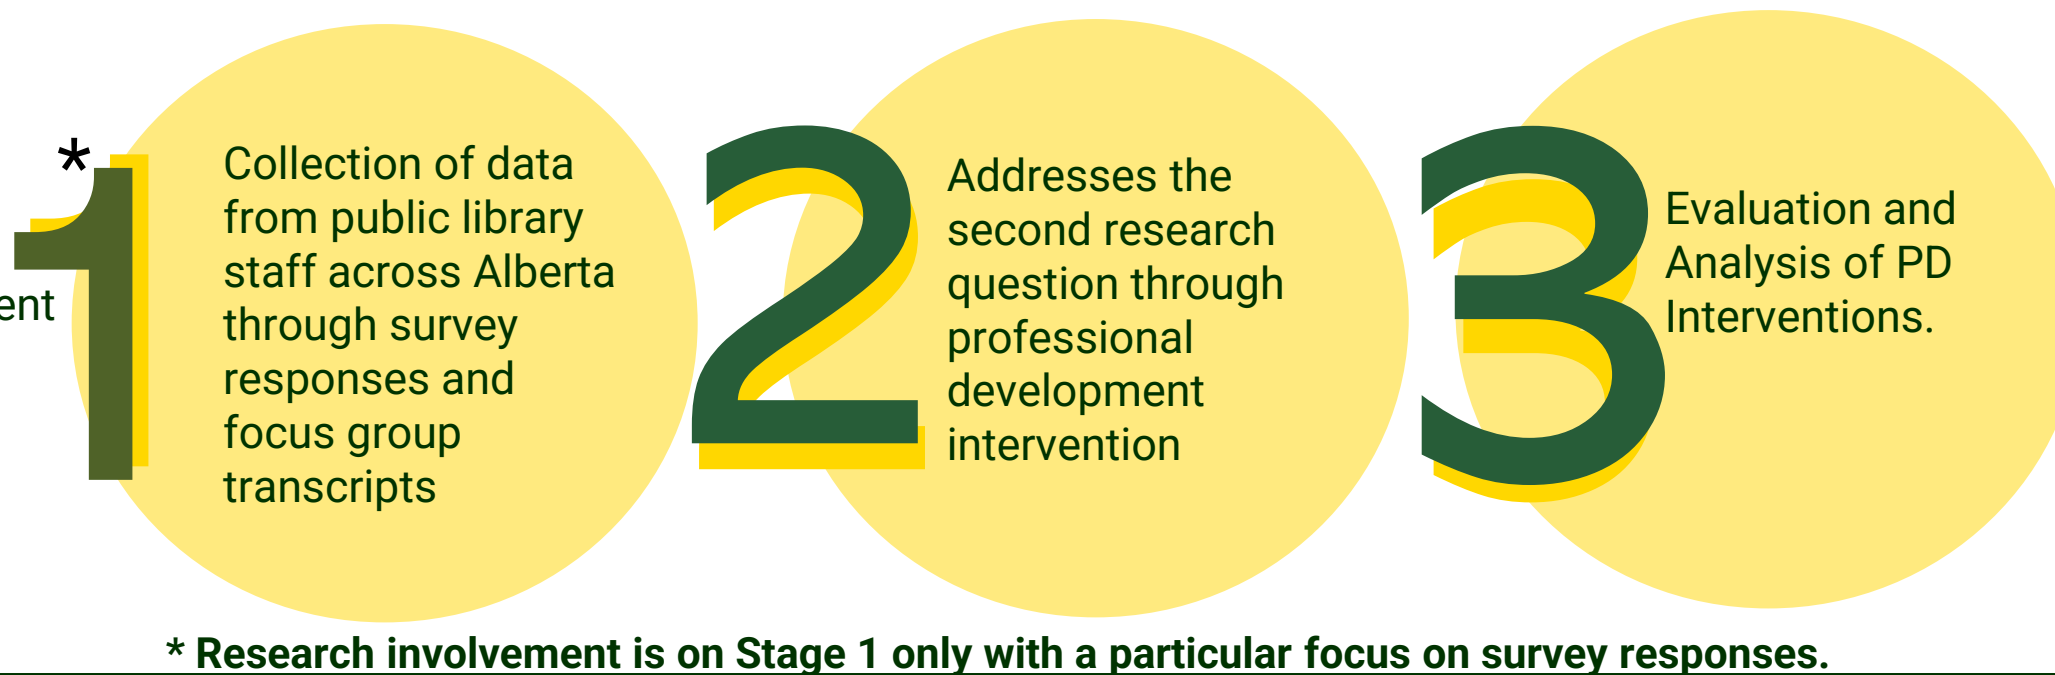 *
1
ent
Collection of data
from public library
staff across Alberta
through survey
responses and
focus group
transcripts
2
Addresses the
second research
question through
professional
development
intervention
3
Evaluation and
Analysis of PD
Interventions.
* Research involvement is on Stage 1 only with a particular focus on survey responses.